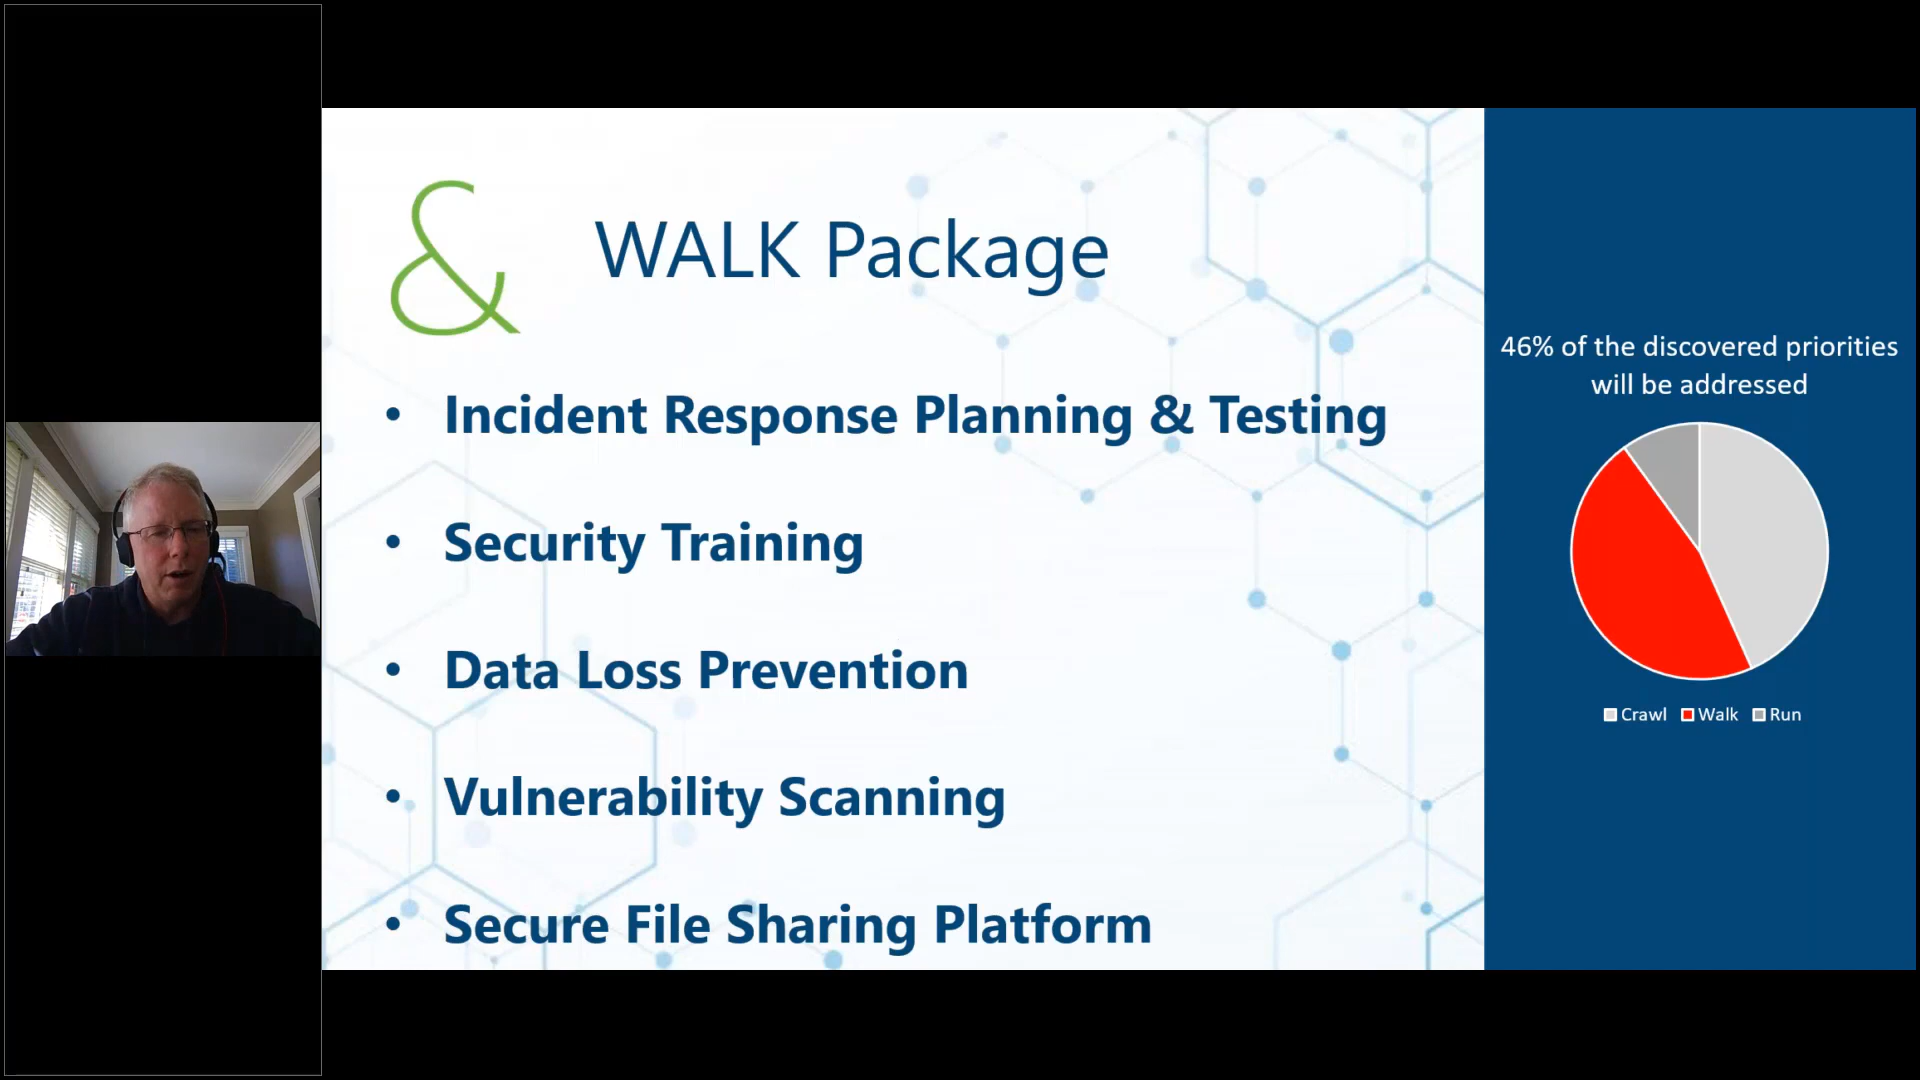 & WALK Package
• Incident Response Planning & Testing
• Security Training
• Data Loss Prevention
• Vulnerability Scanning
• Secure File Sharing Platform
46% of the discovered priorities
will be addressed
Crawl Walk Run